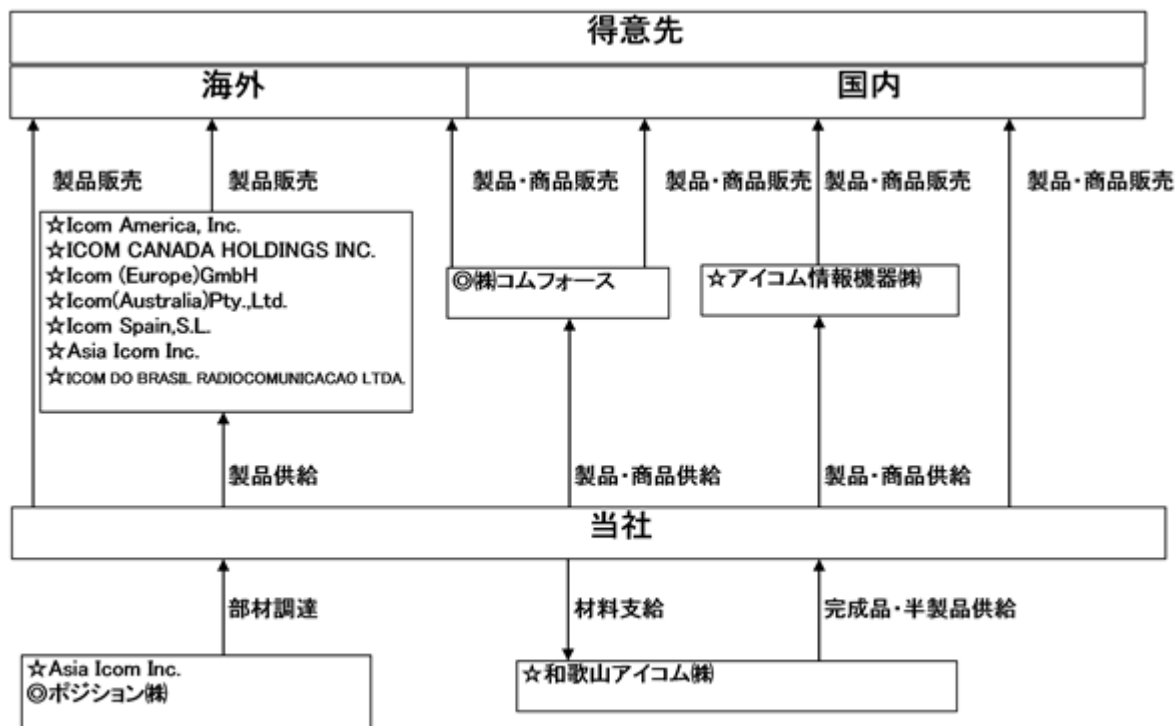 得意先
海外
国内
製品販売
製品販売
製品・商品販売
製品・商品販売
製品・商品販売
製品・商品販売
☆Icom America, Inc.
☆ICOM CANADA HOLDINGS INC.
☆Icom (Europe)GmbH
☆Icom(Australia)Pty.,Ltd.
☆Icom Spain,S.L.
☆Asia Icom Inc.
☆ICOM DO BRASIL RADIOCOMUNICACAO LTDA.
◎㈱コムフォース
☆アイコム情報機器㈱
製品供給
製品・商品供給
製品・商品供給
当社
部材調達
材料支給
完成品・半製品供給
☆Asia Icom Inc.
◎ポジション㈱
☆和歌山アイコム㈱